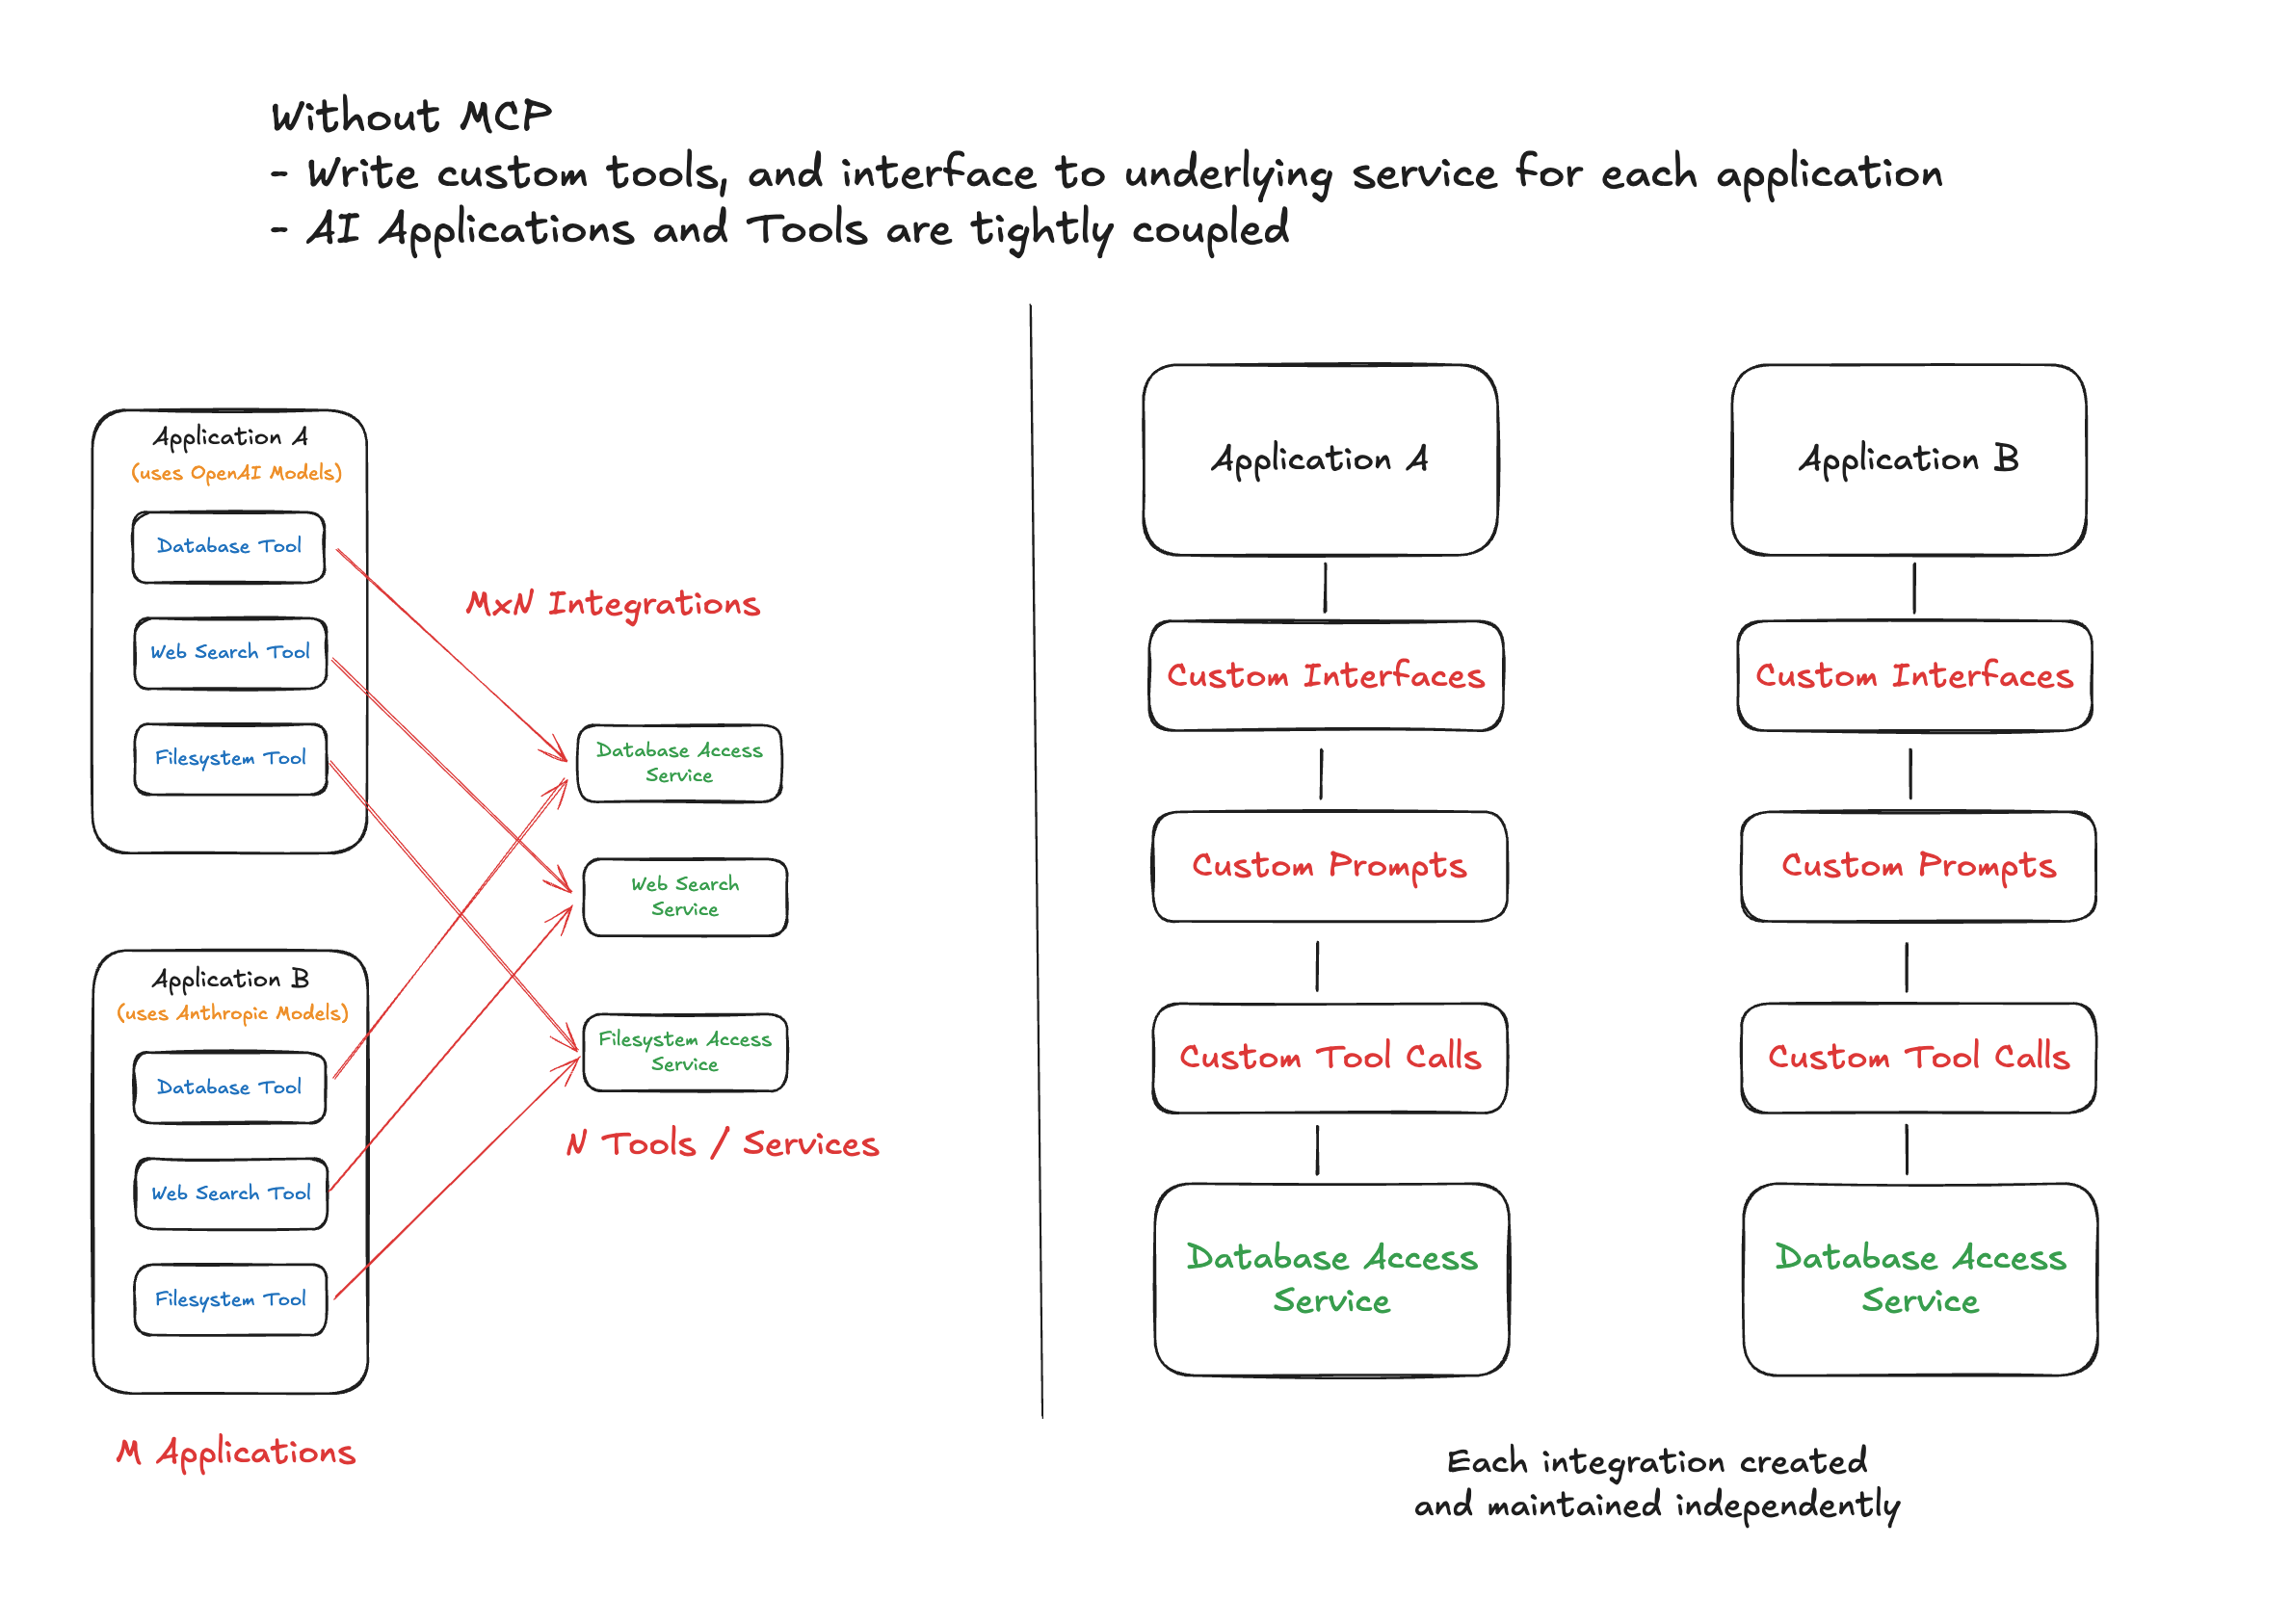 Without MCP
- Write custom tools, and interface to underlying service for each application
- AI Applications and Tools are tightly coupled
Application A
(uses OpenAI Models)
Database Tool
Web Search Tool
Filesystem Tool
MxN Integrations
Database Access
Service
Web Search
Service
Filesystem Access
Service
N Tools / Services
Application B
(uses Anthropic Models)
Database Tool
Web Search Tool
Filesystem Tool
M Applications
Application A
Custom Interfaces
Custom Prompts
Custom Tool Calls
Database Access
Service
Application B
Custom Interfaces
Custom Prompts
Custom Tool Calls
Database Access
Service
Each integration created
and maintained independently